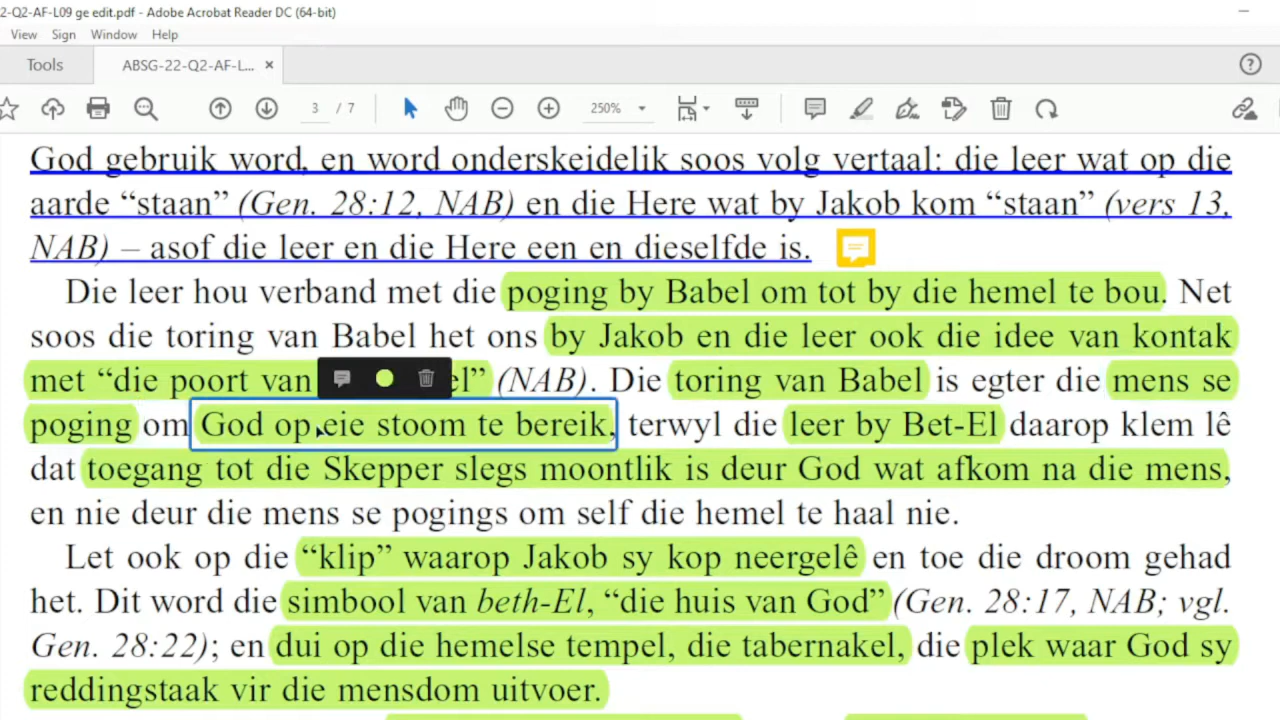 2-Q2-AF-L09 ge edit.pdf - Adobe Acrobat Reader DC (64-bit)
View Sign Window Help
Tools ABSG-22-Q2-AF-L... ×
3 / 7 250%
God gebruik word, en word onderskeidelik soos volg vertaal: die leer wat op die
aarde “staan” (Gen. 28:12, NAB) en die Here wat by Jakob kom “staan” (vers 13,
NAB) – asof die leer en die Here een en dieselfde is.
Die leer hou verband met die poging by Babel om tot by die hemel te bou. Net
soos die toring van Babel het ons by Jakob en die leer ook die idee van kontak
met “die poort van el” (NAB). Die toring van Babel is egter die mens se
poging om God op eie stoom te bereik, terwyl die leer by Bet-El daarop klem lê
dat toegang tot die Skepper slegs moontlik is deur God wat afkom na die mens,
en nie deur die mens se pogings om self die hemel te haal nie.
Let ook op die “klip” waarop Jakob sy kop neergelê en toe die droom gehad
het. Dit word die simbool van beth-El, “die huis van God” (Gen. 28:17, NAB; vgl.
Gen. 28:22); en dui op die hemelse tempel, die tabernakel, die plek waar God sy
reddingstaak vir die mensdom uitvoer.